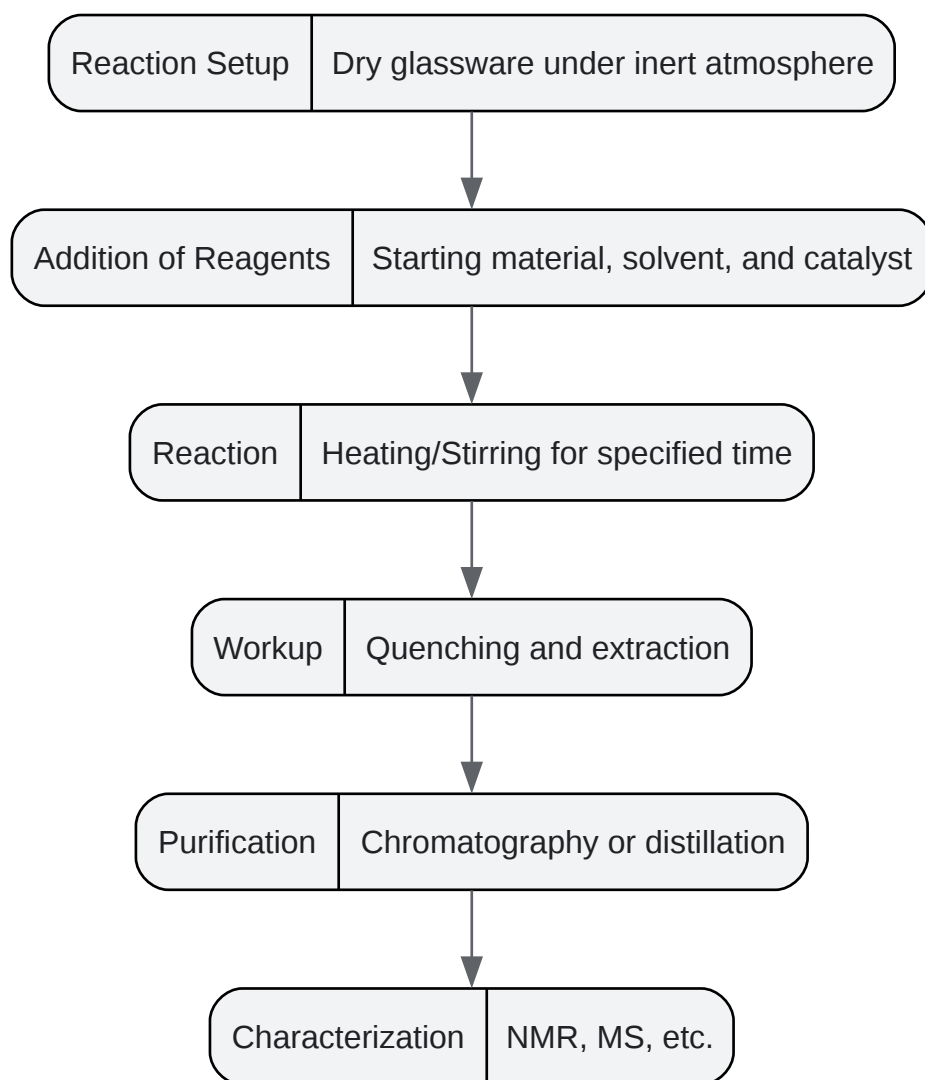 Reaction Setup Dry glassware under inert atmosphere
Addition of Reagents Starting material, solvent, and catalyst
Reaction Heating/Stirring for specified time
Workup Quenching and extraction
Purification Chromatography or distillation
Characterization NMR, MS, etc.